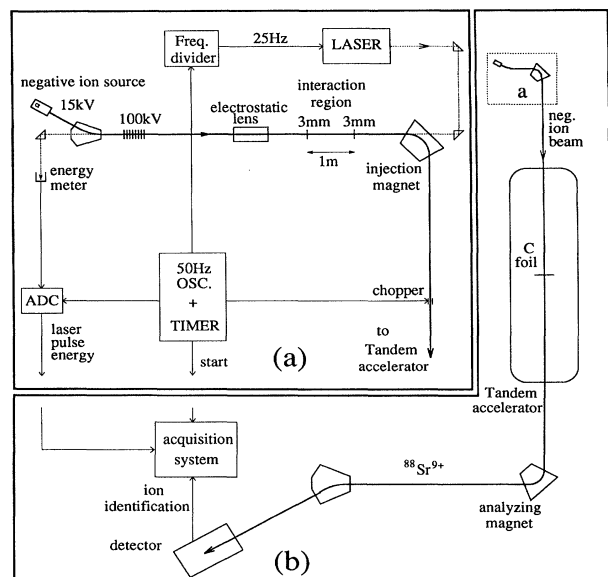 Freq.
divider
25Hz
LASER
negative ion source
15kV
100kV
electrostatic
lens
interaction
region
3mm 3mm
1m
injection
magnet
energy
meter
50Hz
OSC.
+
TIMER
ADC
chopper
laser
pulse
energy
start
(a)
to
Tandem
accelerator
a
neg.
ion
beam
C
foil
Tandem
accelerator
acquisition
system
ion
identification
detector
88Sr9+
analyzing
magnet
(b)